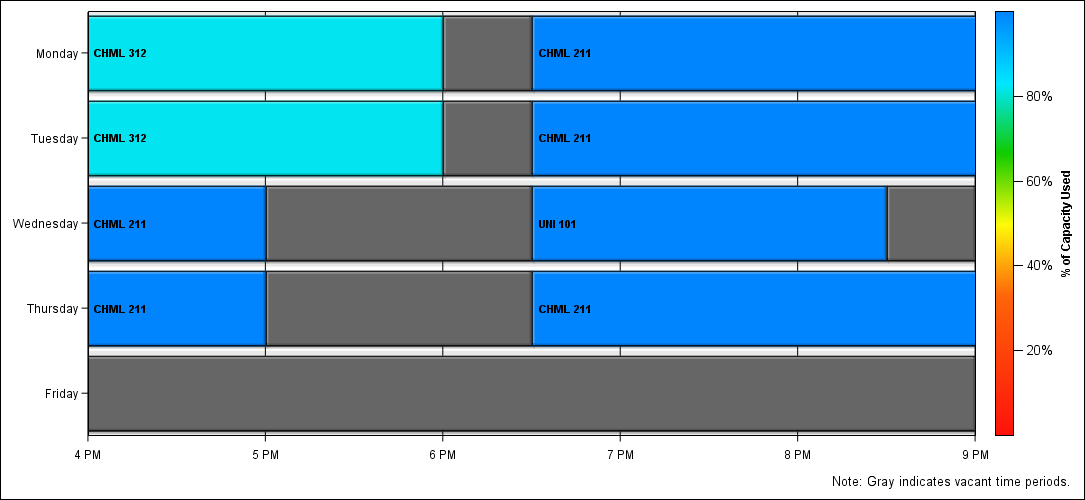 Monday CHML 312 CHML 211
80%
Tuesday CHML 312 CHML 211
60%
Wednesday CHML 211 UNI 101
% of Capacity Used
40%
Thursday CHML 211 CHML 211
20%
Friday
4 PM 5 PM 6 PM 7 PM 8 PM 9 PM
Note: Gray indicates vacant time periods.